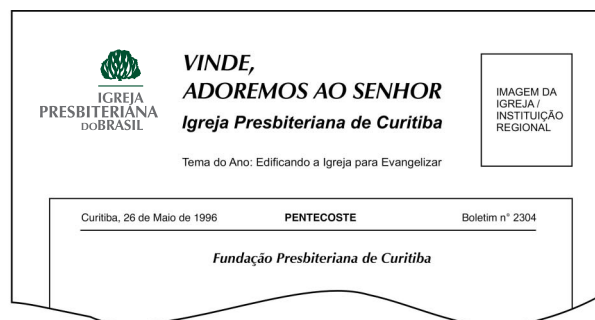 IGREJA
PRESBITERIANA
DO BRASIL
VINDE,
ADOREMOS AO SENHOR
Igreja Presbiteriana de Curitiba
Tema do Ano: Edificando a Igreja para Evangelizar
IMAGEM DA
IGREJA /
INSTITUIÇÃO
REGIONAL
Curitiba, 26 de Maio de 1996 PENTECOSTE Boletim n° 2304
Fundação Presbiteriana de Curitiba